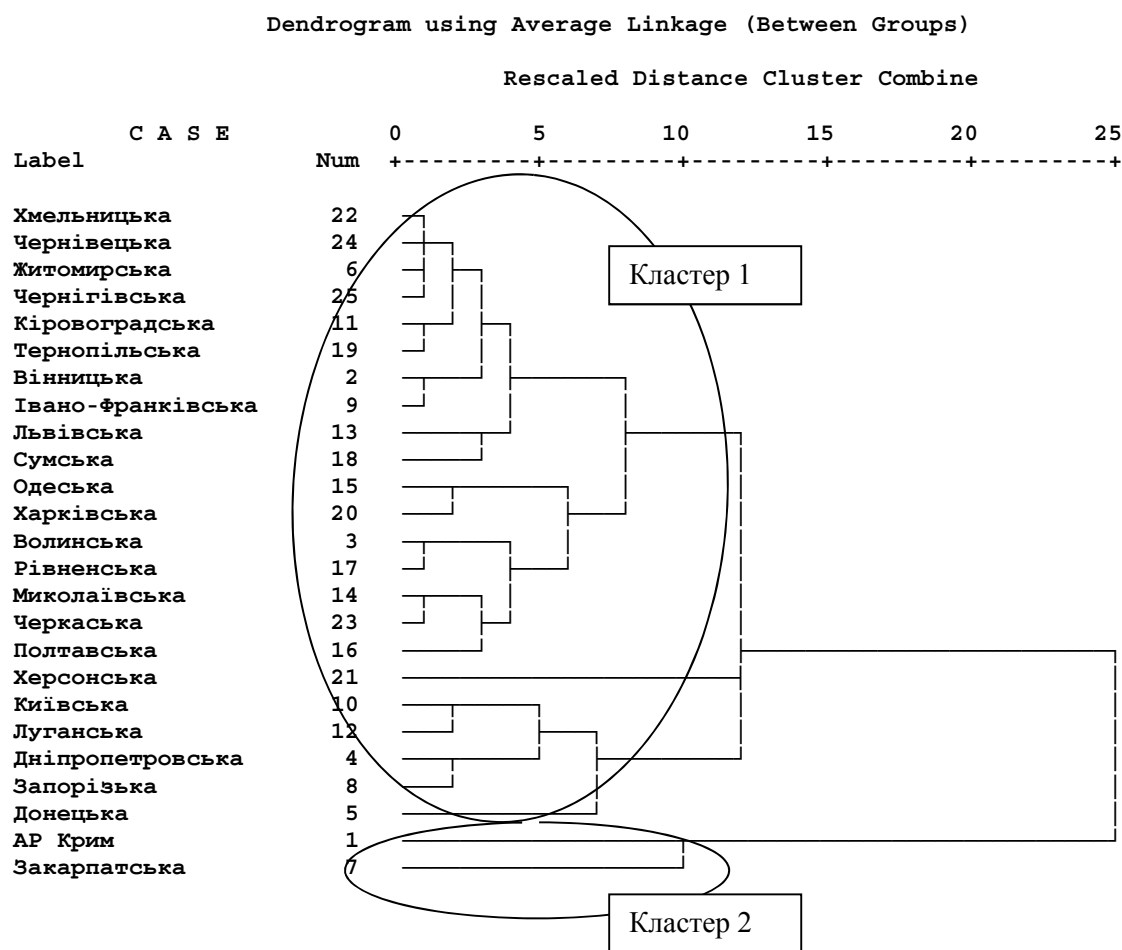 Dendrogram using Average Linkage (Between Groups)
Rescaled Distance Cluster Combine
C A S E 0 5 10 15 20 25
Label Num +---------+---------+---------+---------+---------+
Хмельницька 22
Чернівецька 24
Житомирська 6
Кластер 1
Чернігівська 25
Кіровоградська 11
Тернопільська 19
Вінницька 2
Івано-Франківська 9
Львівська 13
Сумська 18
Одеська 15
Харківська 20
Волинська 3
Рівненська 17
Миколаївська 14
Черкаська 23
Полтавська 16
Херсонська 21
Київська 10
Луганська 12
Дніпропетровська 4
Запорізька 8
Донецька 5
АР Крим 1
Закарпатська 7
Кластер 2